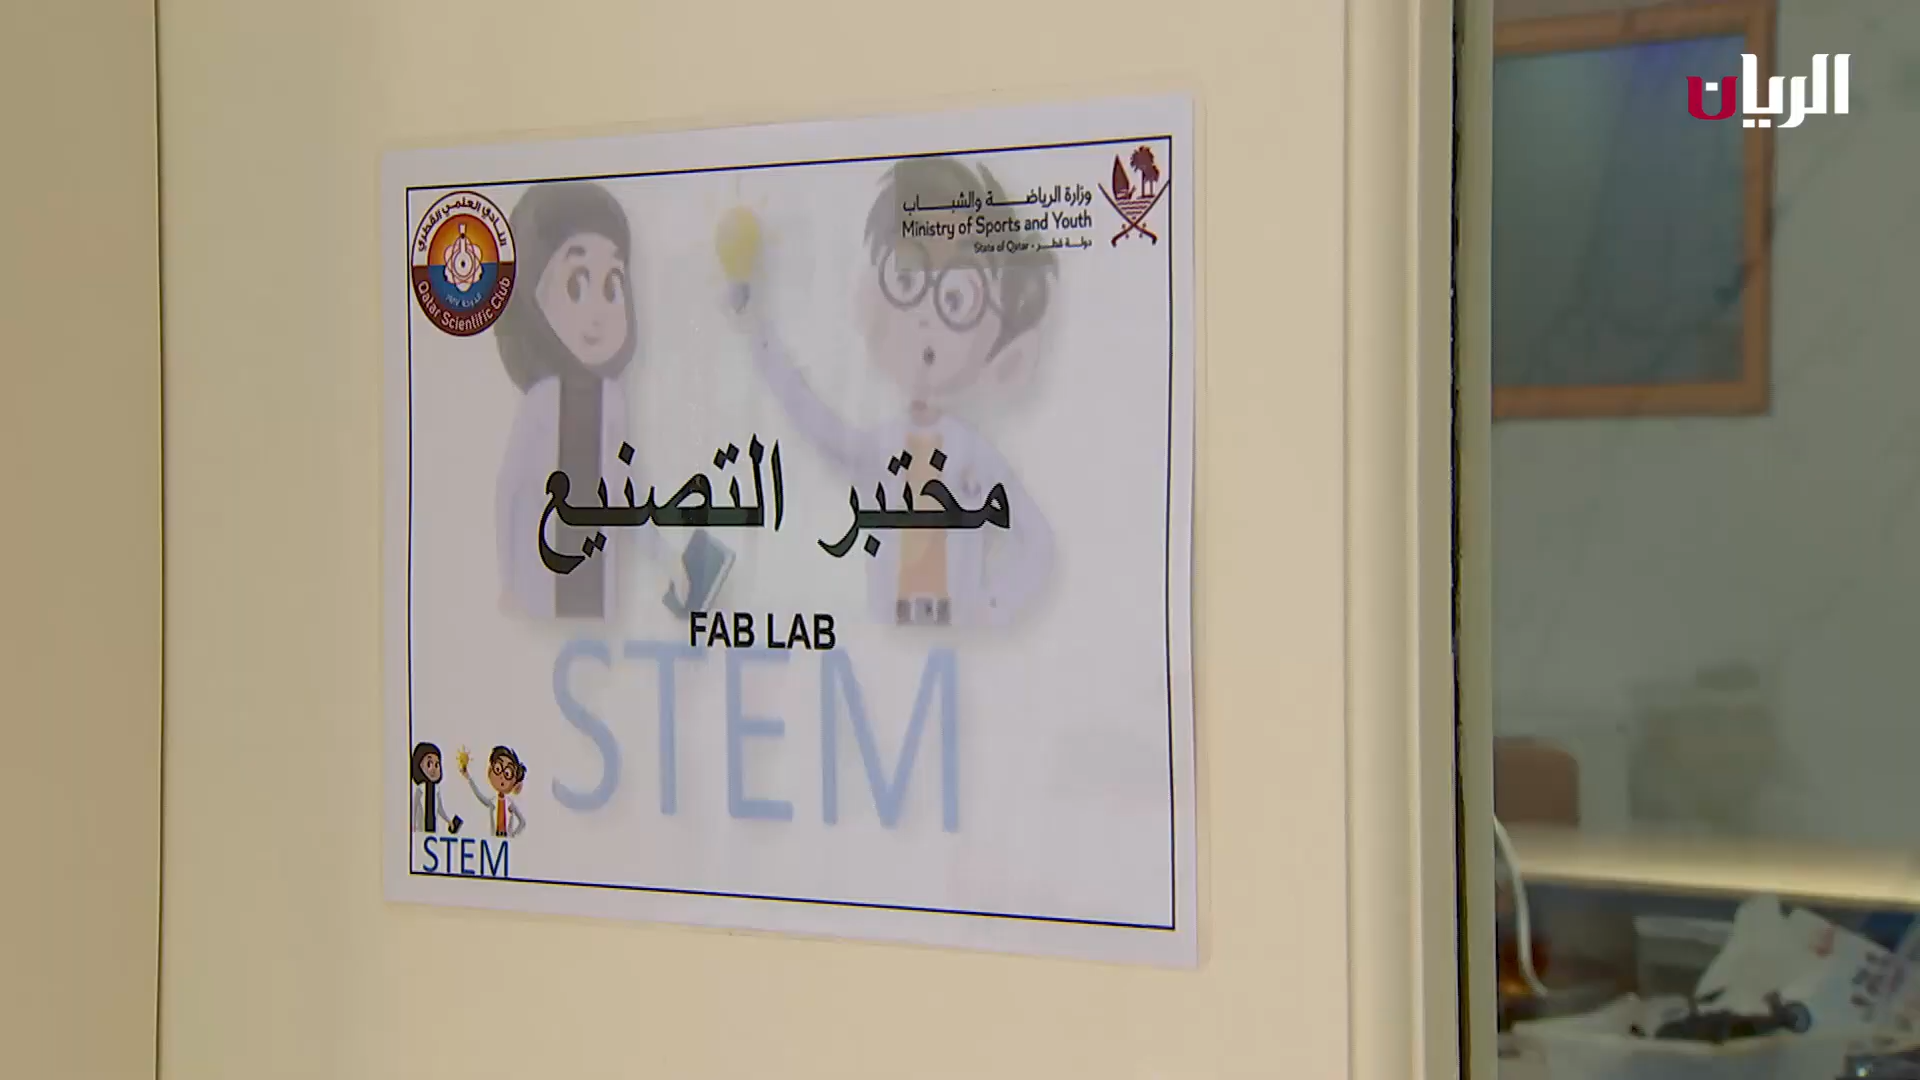 الريان
النادي العلمي القطري
Qatar Scientific Club
وزارة الرياضة والشباب
Ministry of Sports and Youth
دولة قطر - State of Qatar
مختبر التصنيع
FAB LAB
STEM
STEM